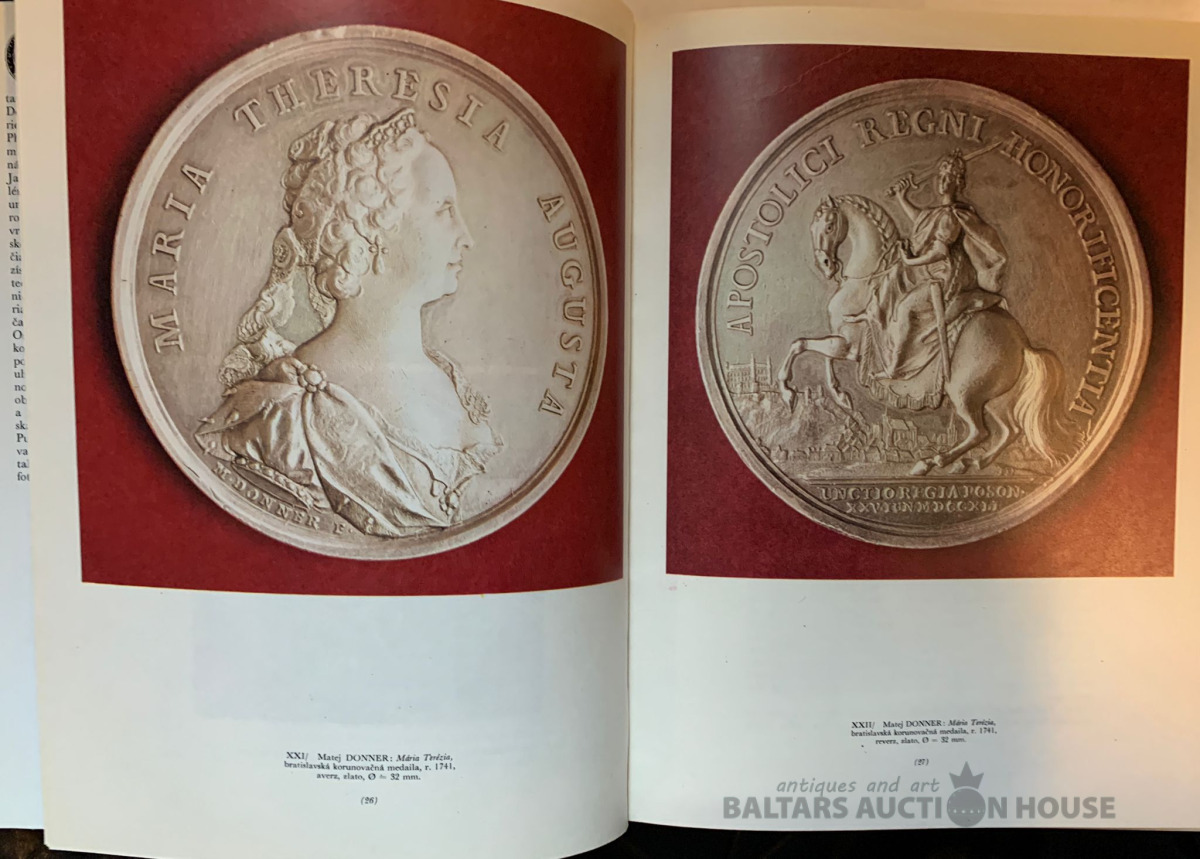 MARIA THERESIA AUGUSTA
M·DONNER F.
XXI/ Matej DONNER: Mária Terézia,
bratislavská korunovačná medaila, r. 1741,
averz, zlato, Ø = 32 mm.
(26)
APOSTOLICI REGNI HONORIFICENTIA
UNCTIO REGIA POSON·
XXV IUN MDCCXLI
XXII/ Matej DONNER: Mária Terézia,
bratislavská korunovačná medaila, r. 1741,
reverz, zlato, Ø = 32 mm.
(27)
antiques and art
BALTARS AUCTION HOUSE